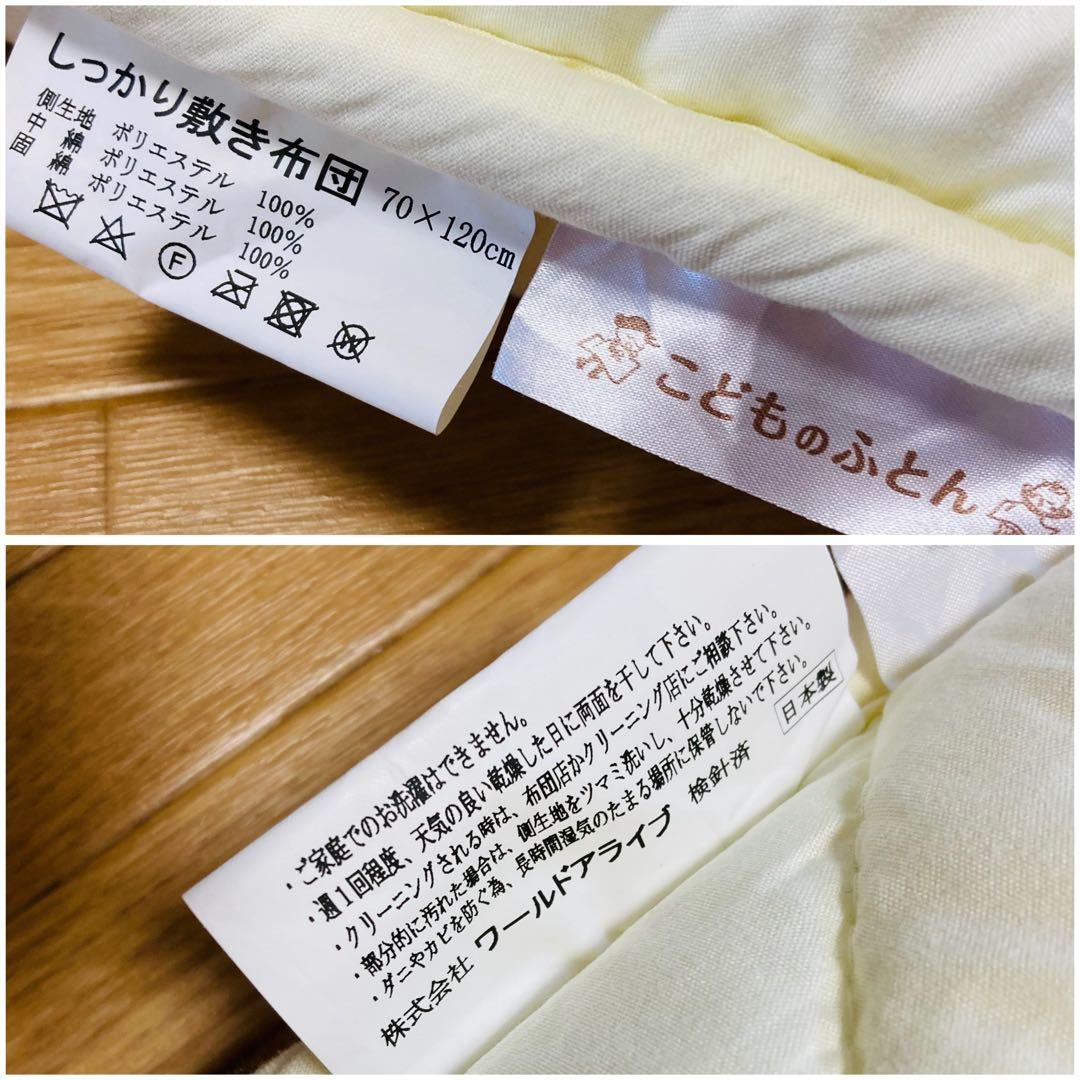 しっかり敷き布団 70×120cm
側生地 ポリエステル 100%
中 綿 ポリエステル 100%
固 綿 ポリエステル 100%
F
W
こどものふとん
・ご家庭でのお洗濯はできません。
・週1回程度、天気の良い乾燥した日に両面を干して下さい。
・クリーニングされる時は、布団店かクリーニング店にご相談下さい。
・部分的に汚れた場合は、側生地をツマミ洗いし、十分乾燥させて下さい。
・ダニやカビを防ぐ為、長時間湿気のたまる場所に保管しないで下さい。
株式会社 ワールドアライブ 検針済 日本製